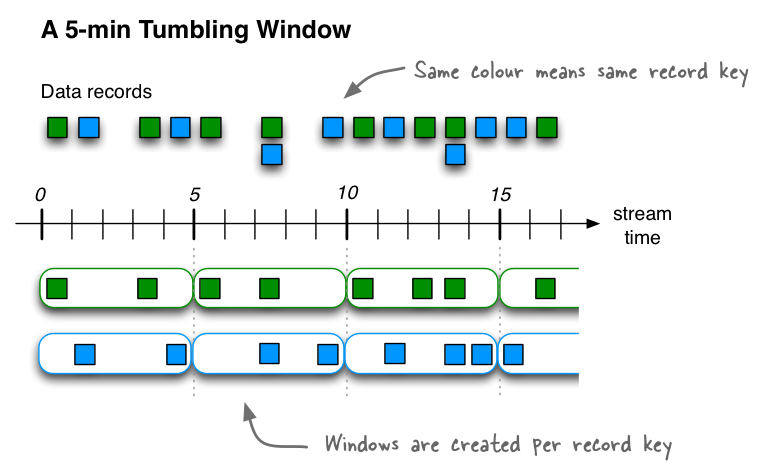 A 5-min Tumbling Window
Same colour means same record key
Data records
0 5 10 15
stream
time
Windows are created per record key